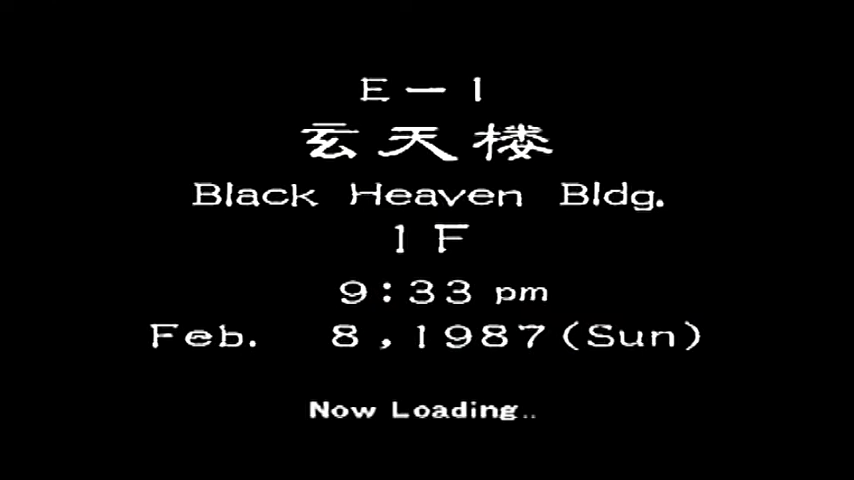 E－1
玄天楼
Black Heaven Bldg.
1F
9:33 pm
Feb. 8,1987(Sun)
Now Loading..